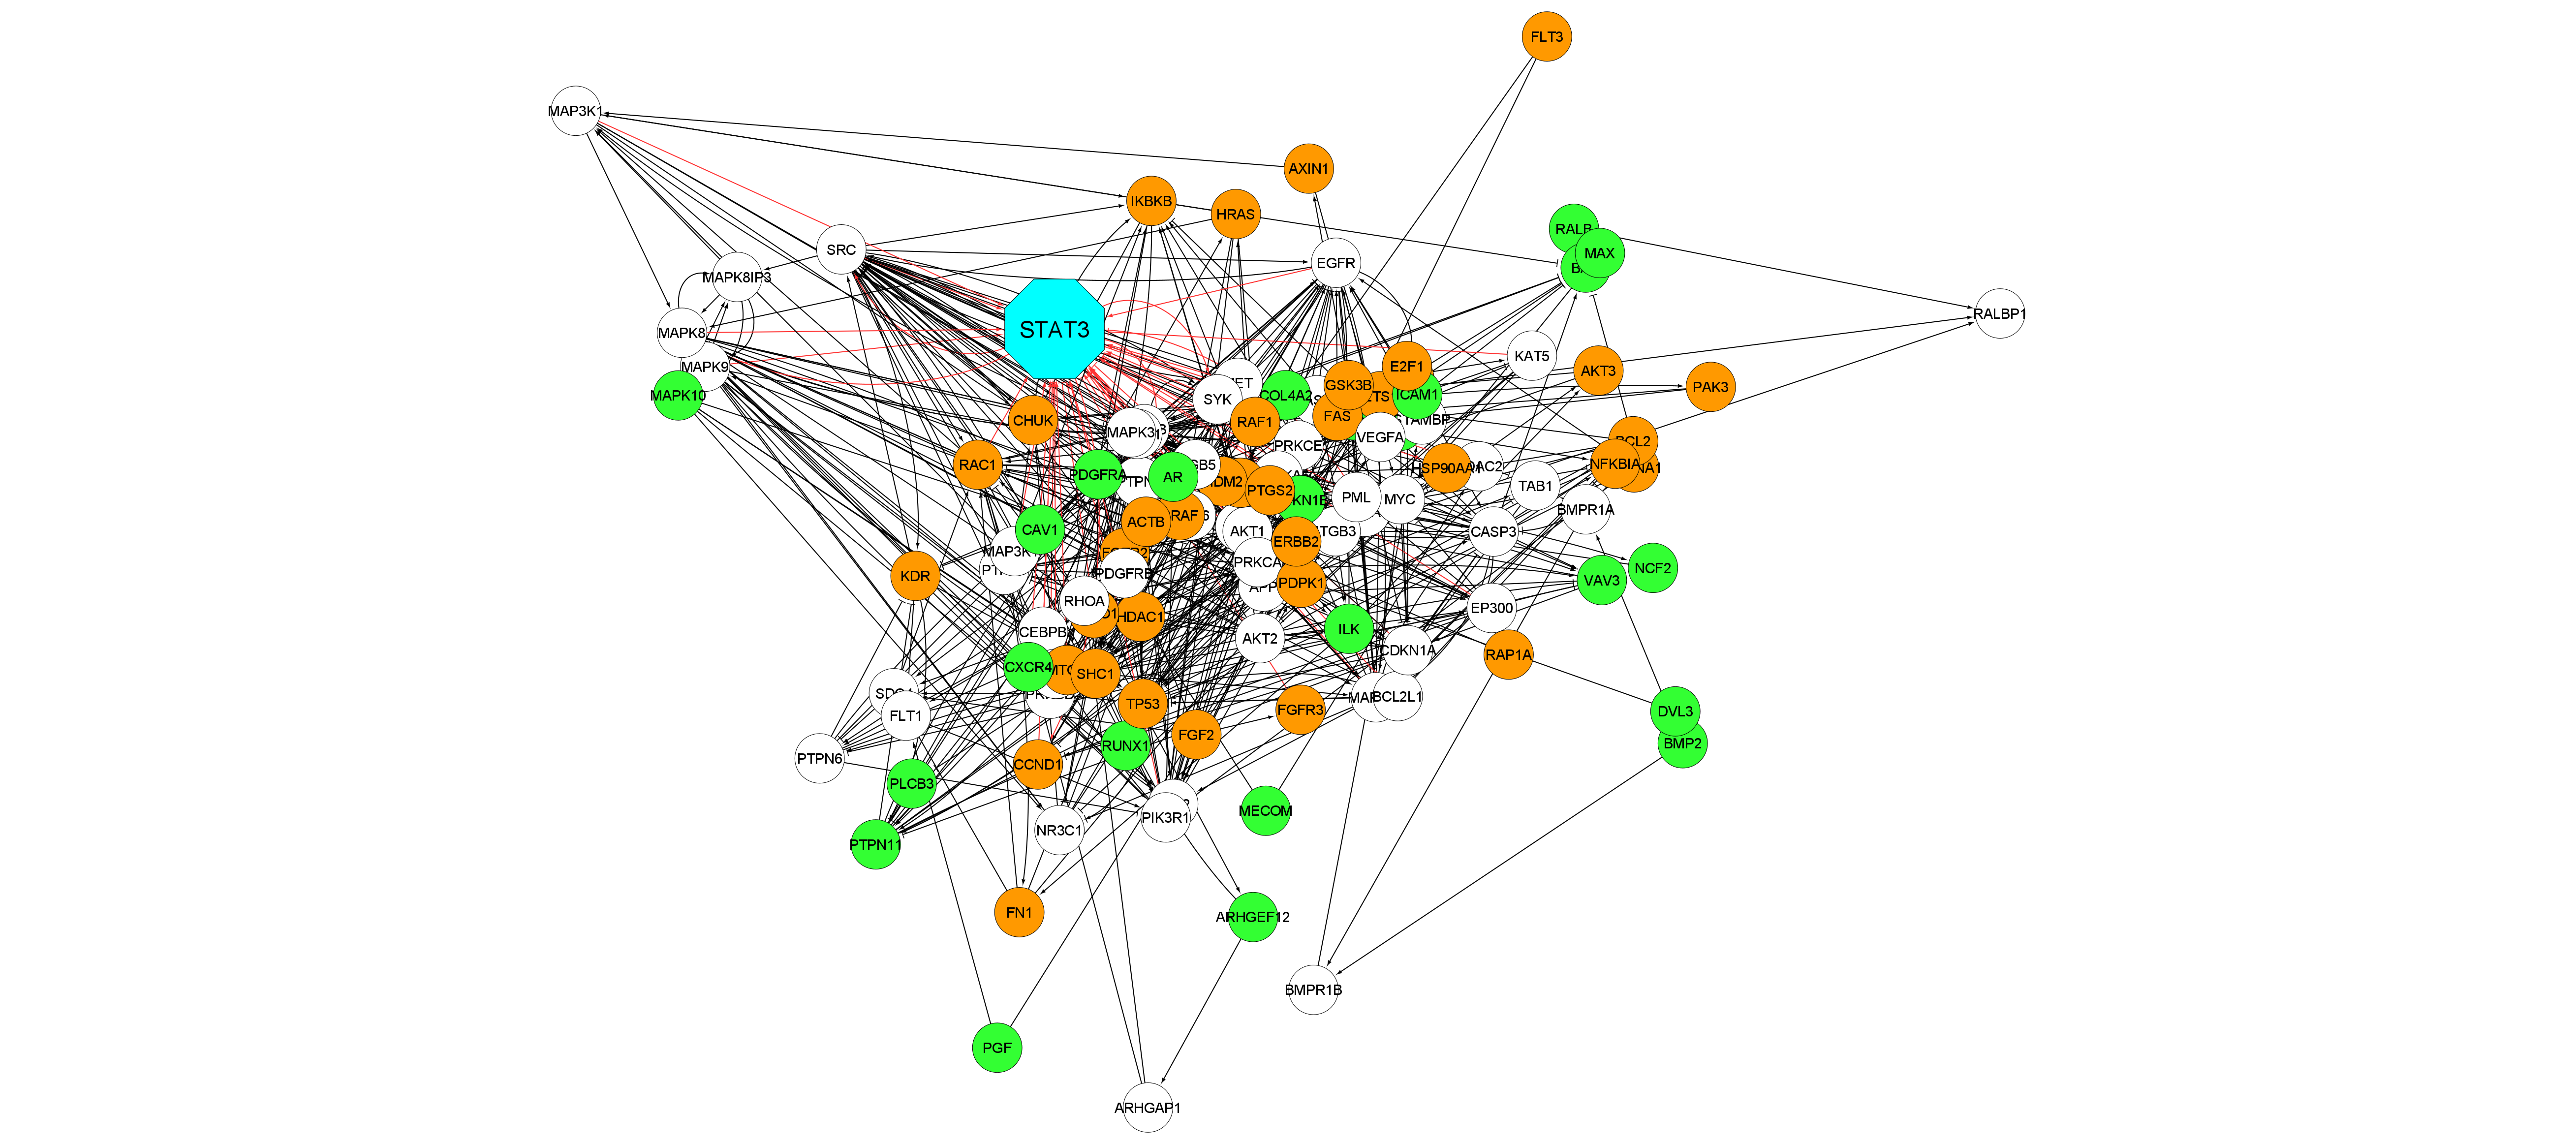 FLT3
MAP3K1
AXIN1
IKBKB
HRAS
RALB
SRC
MAX
EGFR
MAPK8IP3
RALBP1
STAT3
MAPK8
KAT5
MAPK9
E2F1
AKT3
GSK3B
PAK3
MAPK10
COL4A2
ICAM1
SYK
FAS
CHUK
RAF1
MAPK3
VEGFA
PRKCE
RAC1
NFKBIA
HSP90AA1
PDGFRA
AR
TAB1
MDM2
PTGS2
PML
MYC
BMPR1A
ACTB
CAV1
AKT1
CASP3
ERBB2
PRKCA
NCF2
KDR
PDGFRB
VAV3
PDPK1
RHOA
EP300
HDAC1
ILK
CEBPB
AKT2
CDKN1A
RAP1A
CXCR4
SHC1
BCL2L1
TP53
FGFR3
DVL3
FLT1
FGF2
BMP2
RUNX1
PTPN6
CCND1
PLCB3
MECOM
PIK3R1
NR3C1
PTPN11
FN1
ARHGEF12
BMPR1B
PGF
ARHGAP1